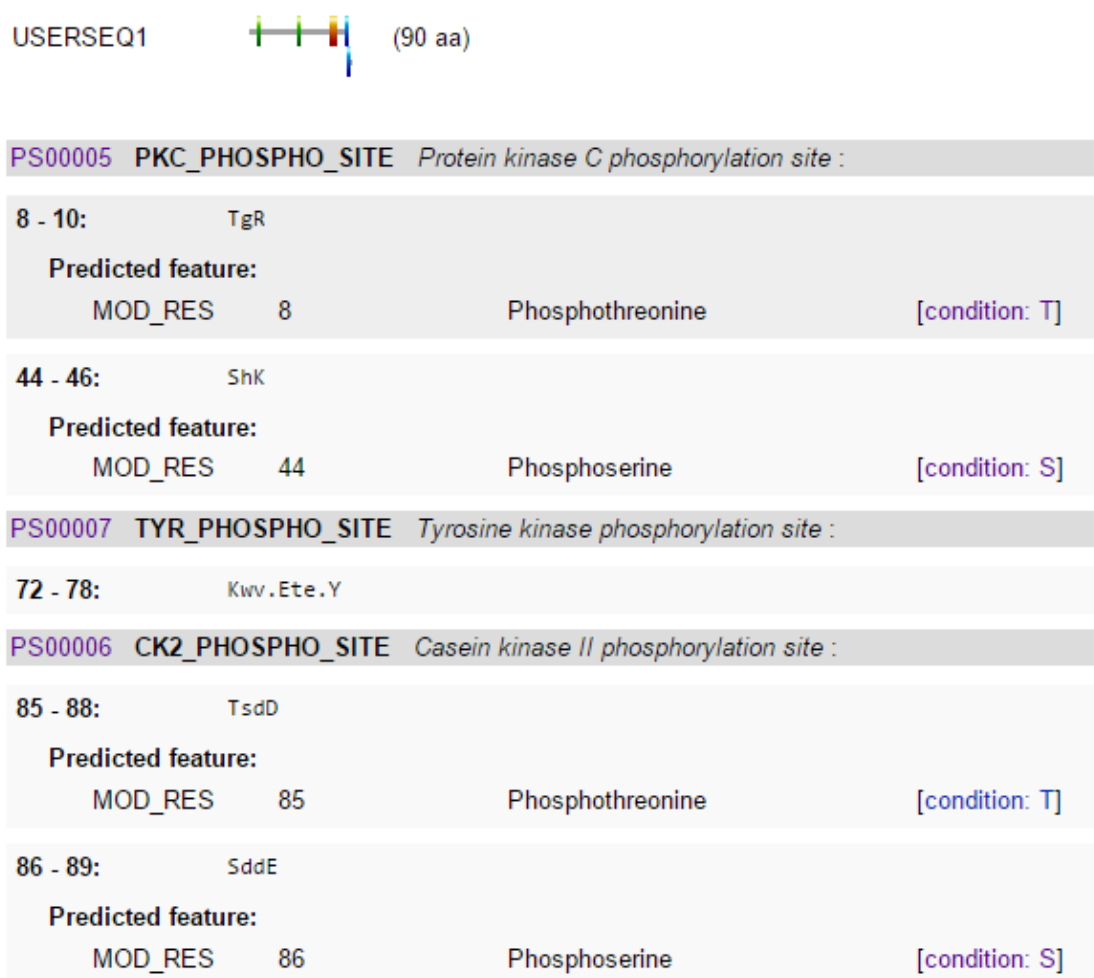 USERSEQ1 (90 aa)
PS00005 PKC_PHOSPHO_SITE Protein kinase C phosphorylation site :
8 - 10: TgR
Predicted feature:
MOD_RES 8 Phosphothreonine [condition: T]
44 - 46: ShK
Predicted feature:
MOD_RES 44 Phosphoserine [condition: S]
PS00007 TYR_PHOSPHO_SITE Tyrosine kinase phosphorylation site :
72 - 78: Kwv.Ete.Y
PS00006 CK2_PHOSPHO_SITE Casein kinase II phosphorylation site :
85 - 88: TsdD
Predicted feature:
MOD_RES 85 Phosphothreonine [condition: T]
86 - 89: SddE
Predicted feature:
MOD_RES 86 Phosphoserine [condition: S]